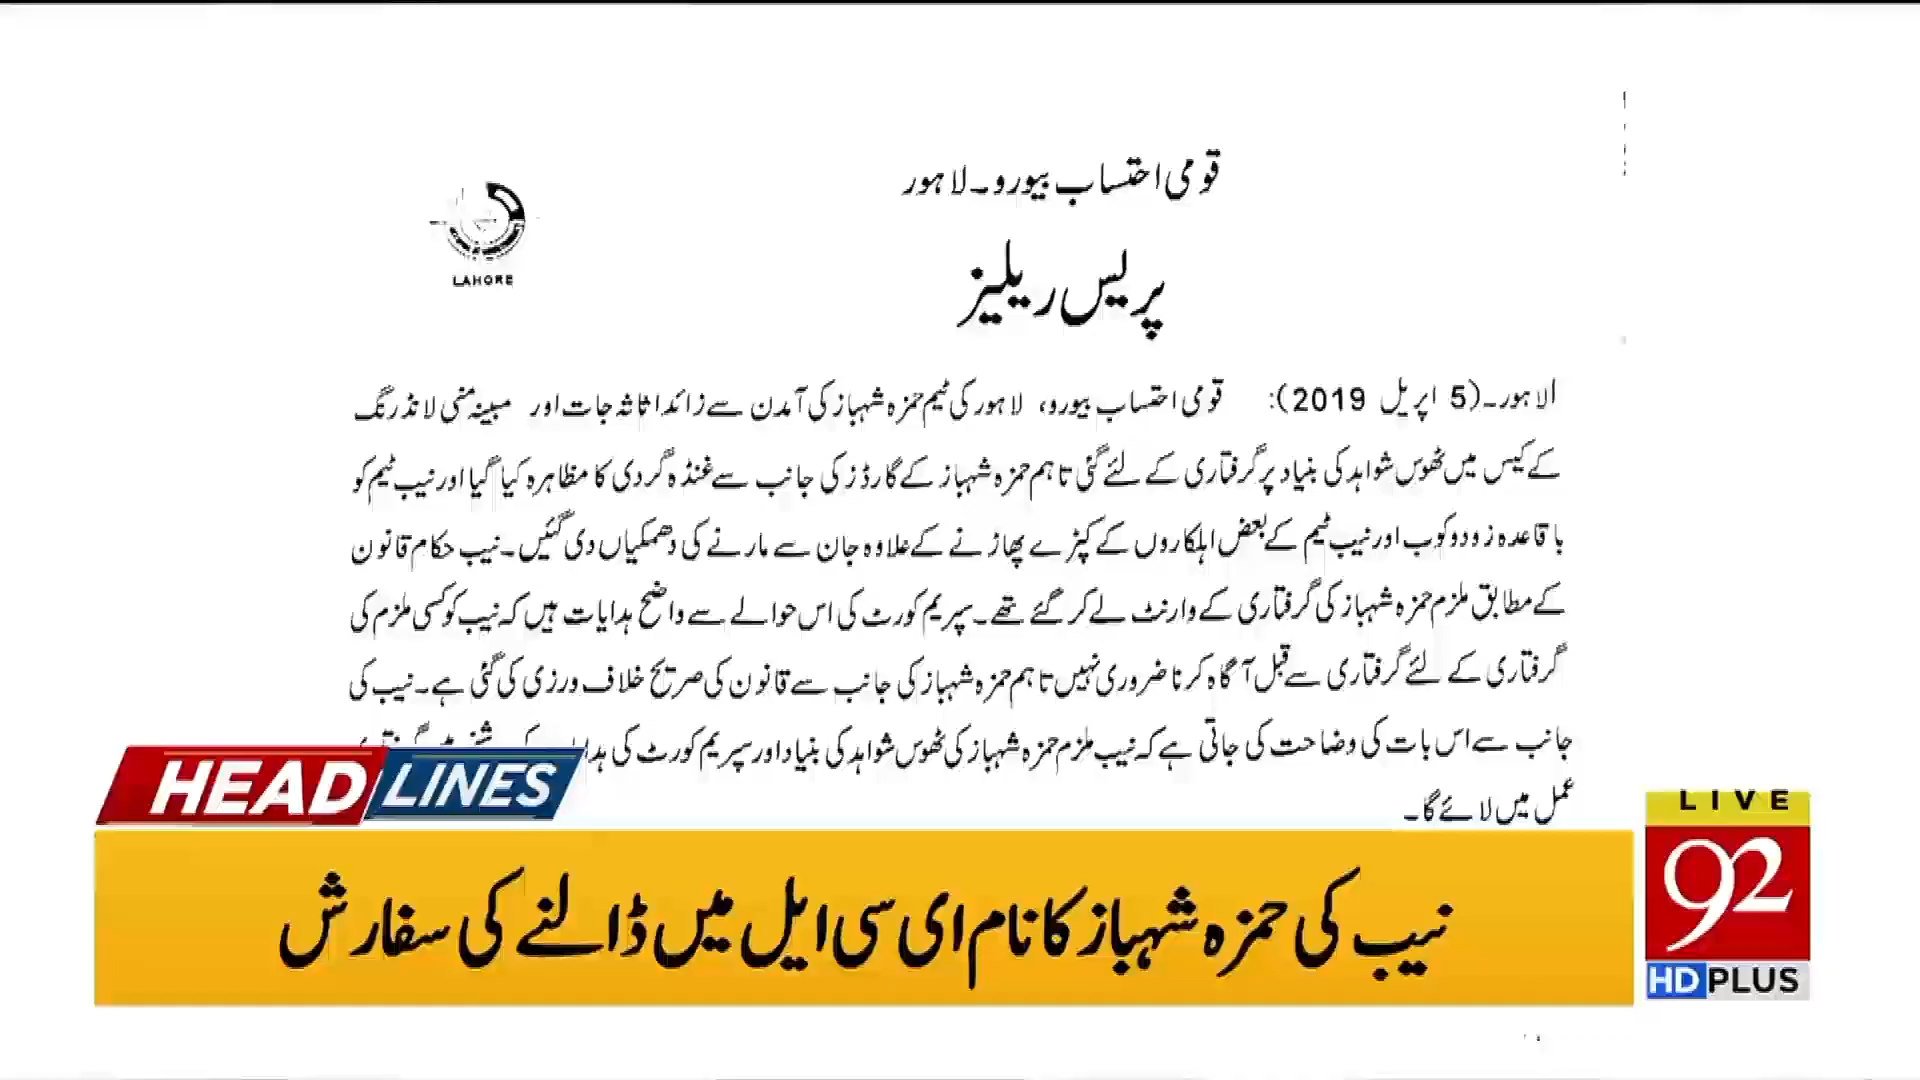 قومی احتساب بیورو۔ لاہور
LAHORE
پریس ریلیز
لاہور۔(5 اپریل 2019): قومی احتساب بیورو، لاہور کی ٹیم حمزہ شہباز کی آمدن سے زائد اثاثہ جات اور مبینہ منی لانڈرنگ
کے کیس میں ٹھوس شواہد کی بنیاد پر گرفتاری کے لئے گئی تاہم حمزہ شہباز کے گارڈز کی جانب سے غنڈہ گردی کا مظاہرہ کیا گیا اور نیب ٹیم کو
باقاعدہ زودوکوب اور نیب ٹیم کے بعض اہلکاروں کے کپڑے پھاڑنے کے علاوہ جان سے مارنے کی دھمکیاں دی گئیں۔ نیب حکام قانون
کے مطابق ملزم حمزہ شہباز کی گرفتاری کے وارنٹ لے کر گئے تھے۔ سپریم کورٹ کی اس حوالے سے واضح ہدایات ہیں کہ نیب کو کسی ملزم کی
گرفتاری کے لئے گرفتاری سے قبل آگاہ کرنا ضروری نہیں تاہم حمزہ شہباز کی جانب سے قانون کی صریح خلاف ورزی کی گئی ہے۔ نیب کی
جانب سے اس بات کی وضاحت کی جاتی ہے کہ نیب ملزم حمزہ شہباز کی ٹھوس شواہد کی بنیاد اور سپریم کورٹ کی
عمل میں لائے گا۔
HEADLINES
نیب کی حمزہ شہباز کا نام ای سی ایل میں ڈالنے کی سفارش
LIVE
92
HD PLUS